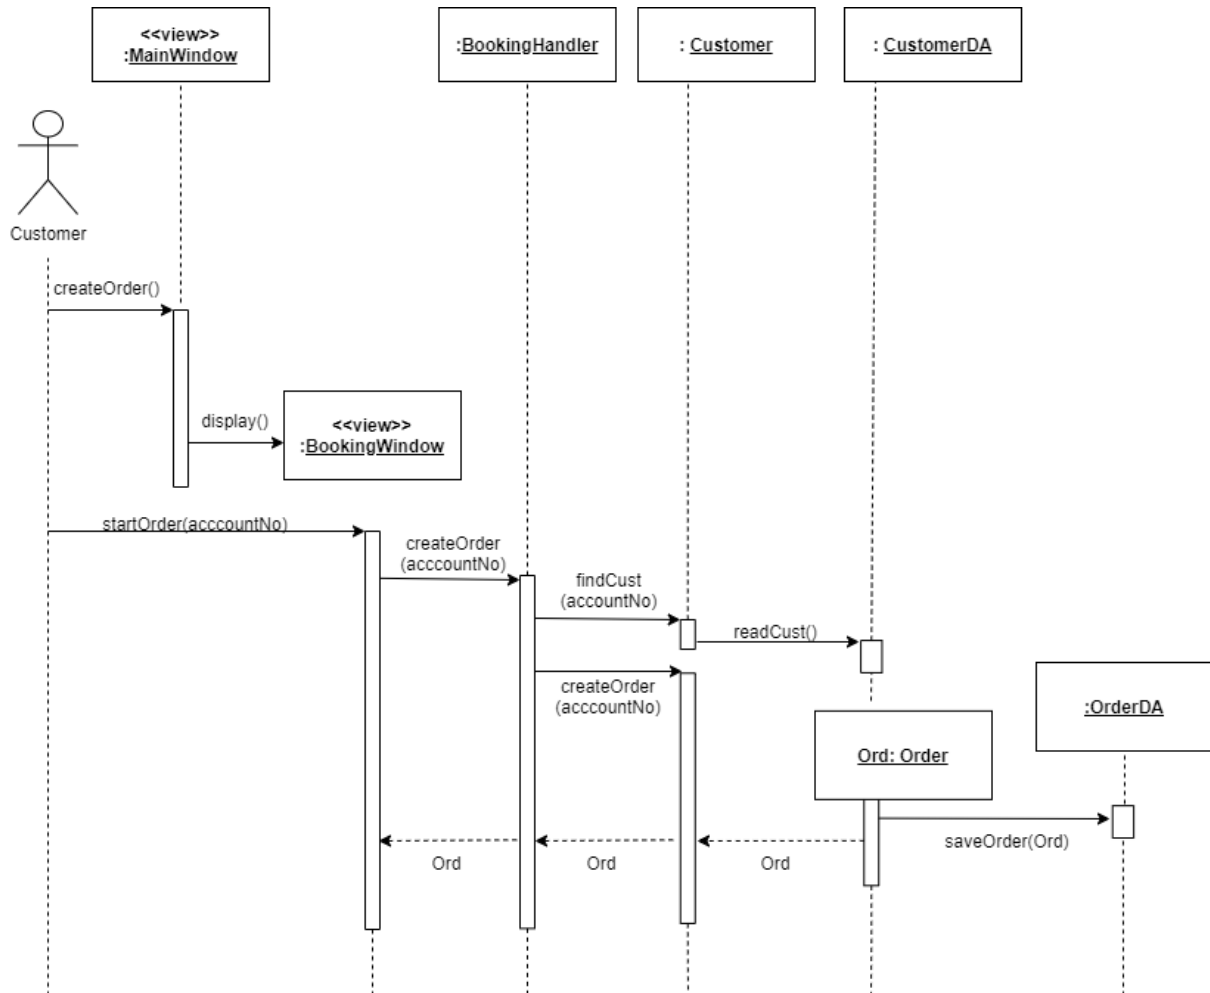 <<view>>
:MainWindow
:BookingHandler
: Customer
: CustomerDA
Customer
createOrder()
display()
<<view>>
:BookingWindow
startOrder(acccountNo)
createOrder
(acccountNo)
findCust
(accountNo)
readCust()
createOrder
(acccountNo)
:OrderDA
Ord: Order
saveOrder(Ord)
Ord
Ord
Ord